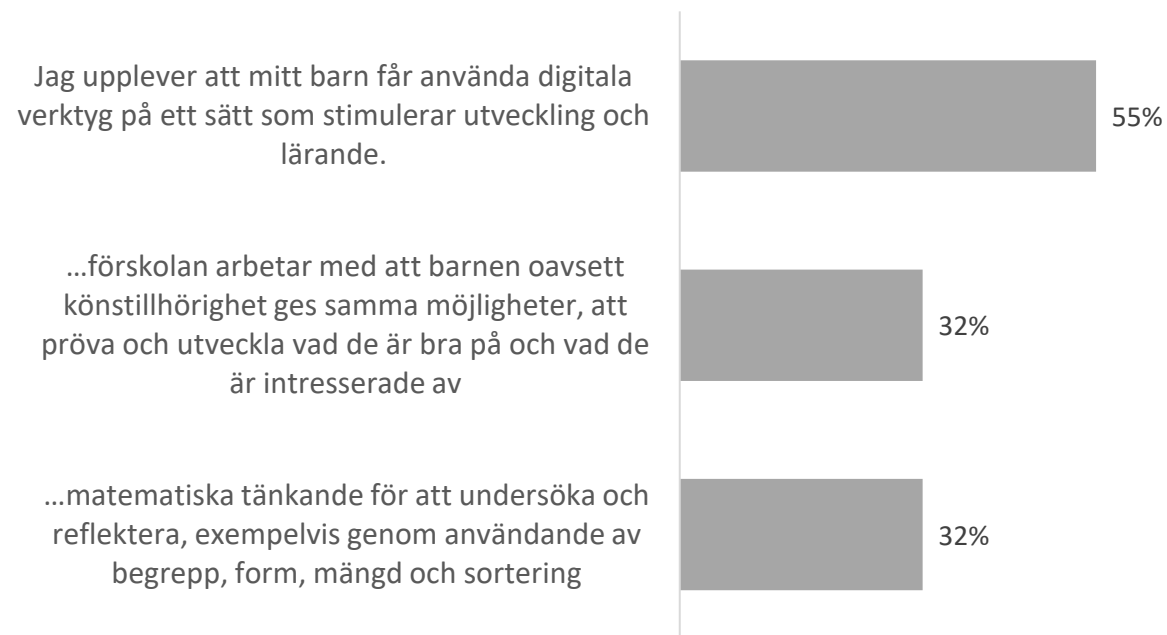 Jag upplever att mitt barn får använda digitala
verktyg på ett sätt som stimulerar utveckling och
lärande.
55%
…förskolan arbetar med att barnen oavsett
könstillhörighet ges samma möjligheter, att
pröva och utveckla vad de är bra på och vad de
är intresserade av
32%
…matematiska tänkande för att undersöka och
reflektera, exempelvis genom användande av
begrepp, form, mängd och sortering
32%